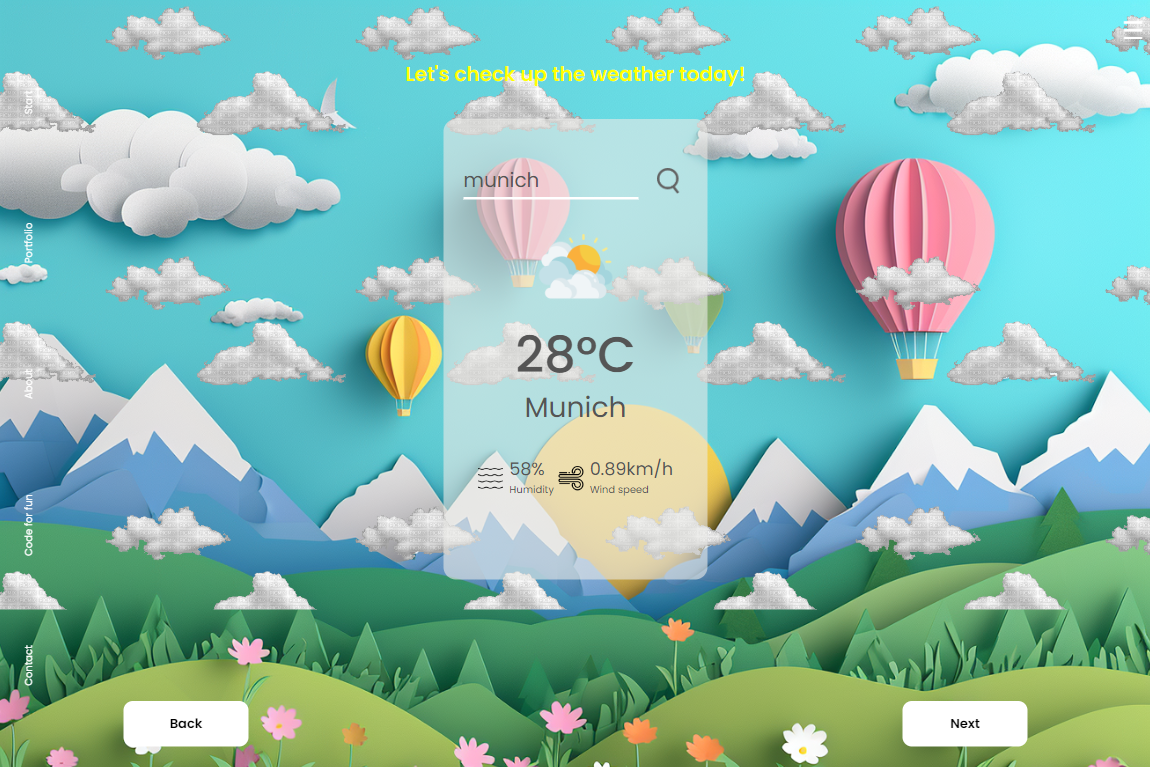 Let's check up the weather today!
Start
Portfolio
About
Code for fun
Contact
munich
28°C
Munich
58%
Humidity
0.89km/h
Wind speed
Back
Next